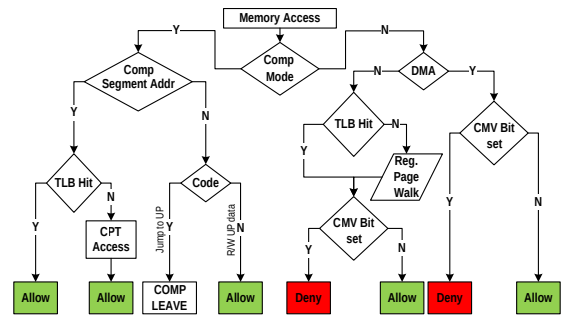 Memory Access
Y
N
Comp
Mode
Comp
Segment Addr
DMA
N
Y
Y
N
TLB Hit
N
CMV Bit
set
Y
TLB Hit
N
Code
Reg.
Page
Walk
Y
CPT
Access
Jump to UP
Y
R/W UP data
N
CMV Bit
set
Y
N
Y
N
Allow
Allow
COMP
LEAVE
Allow
Deny
Allow
Deny
Allow